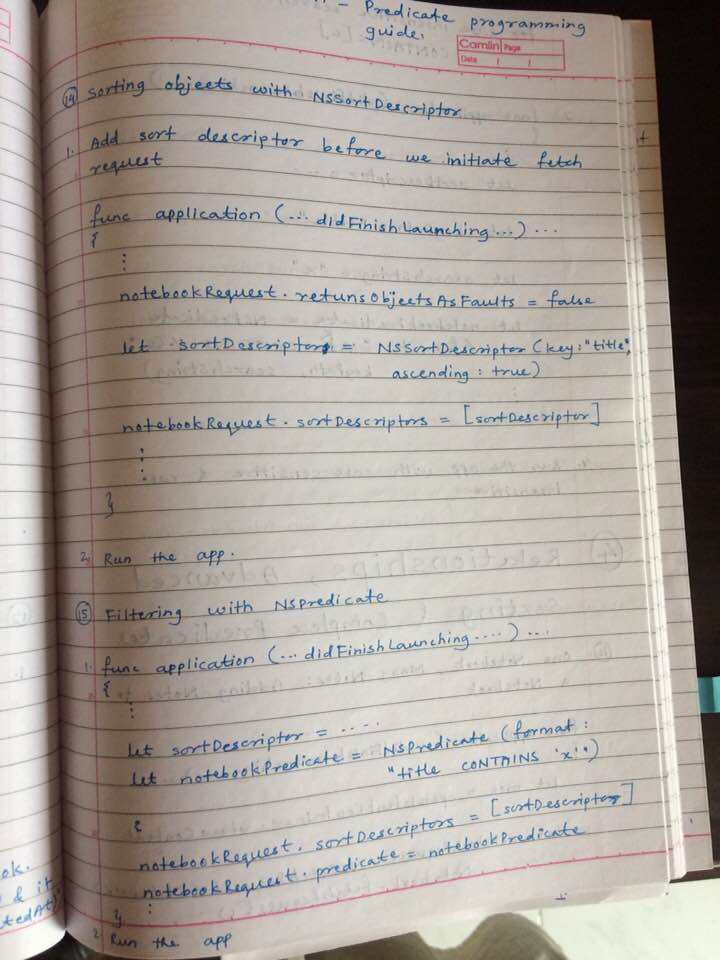 - Predicate programming
guide.
Camlin Page
Date / /
14 Sorting objects with NSSortDescriptor
1. Add sort descriptor before we initiate fetch
request
func application (... didFinishLaunching ...) ...
{
⋮
notebookRequest. retunsObjectsAsFaults = false
let sortDescriptor = NSSortDescriptor (key: "title",
ascending: true)
notebookRequest. sortDescriptors = [sortDescriptor]
⋮
}
2. Run the app.
15 Filtering with NSPredicate
1. func application (... didFinishLaunching ....) ...
{
⋮
let sortDescriptor = ....
let notebookPredicate = NSPredicate (format:
"title CONTAINS 'x'")
{
notebookRequest. sortDescriptors = [sortDescriptor]
notebookRequest. predicate = notebookPredicate
⋮
}
2. Run the app
ok.
& it
tedAt)